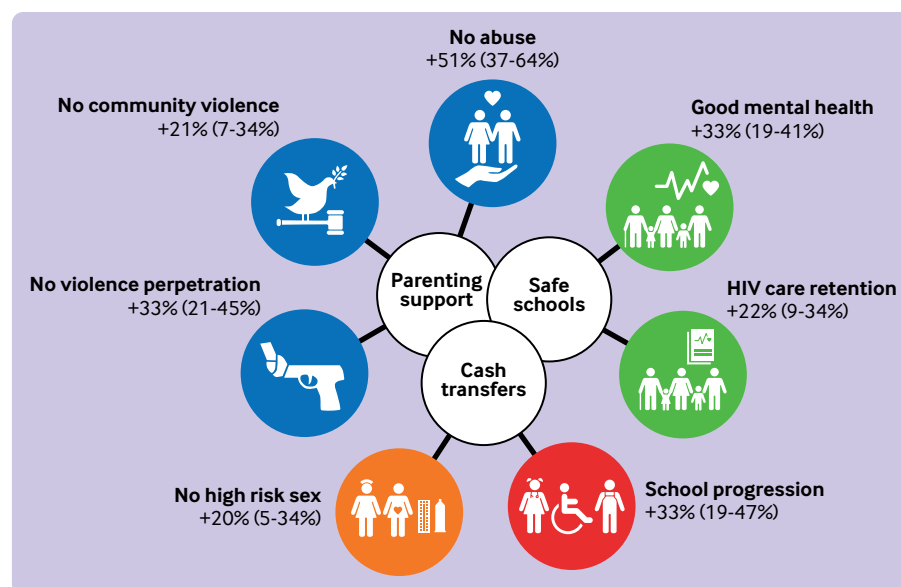 No abuse
+51% (37-64%)
No community violence
+21% (7-34%)
Good mental health
+33% (19-41%)
No violence perpetration
+33% (21-45%)
Parenting
support
Safe
schools
HIV care retention
+22% (9-34%)
Cash
transfers
No high risk sex
+20% (5-34%)
School progression
+33% (19-47%)